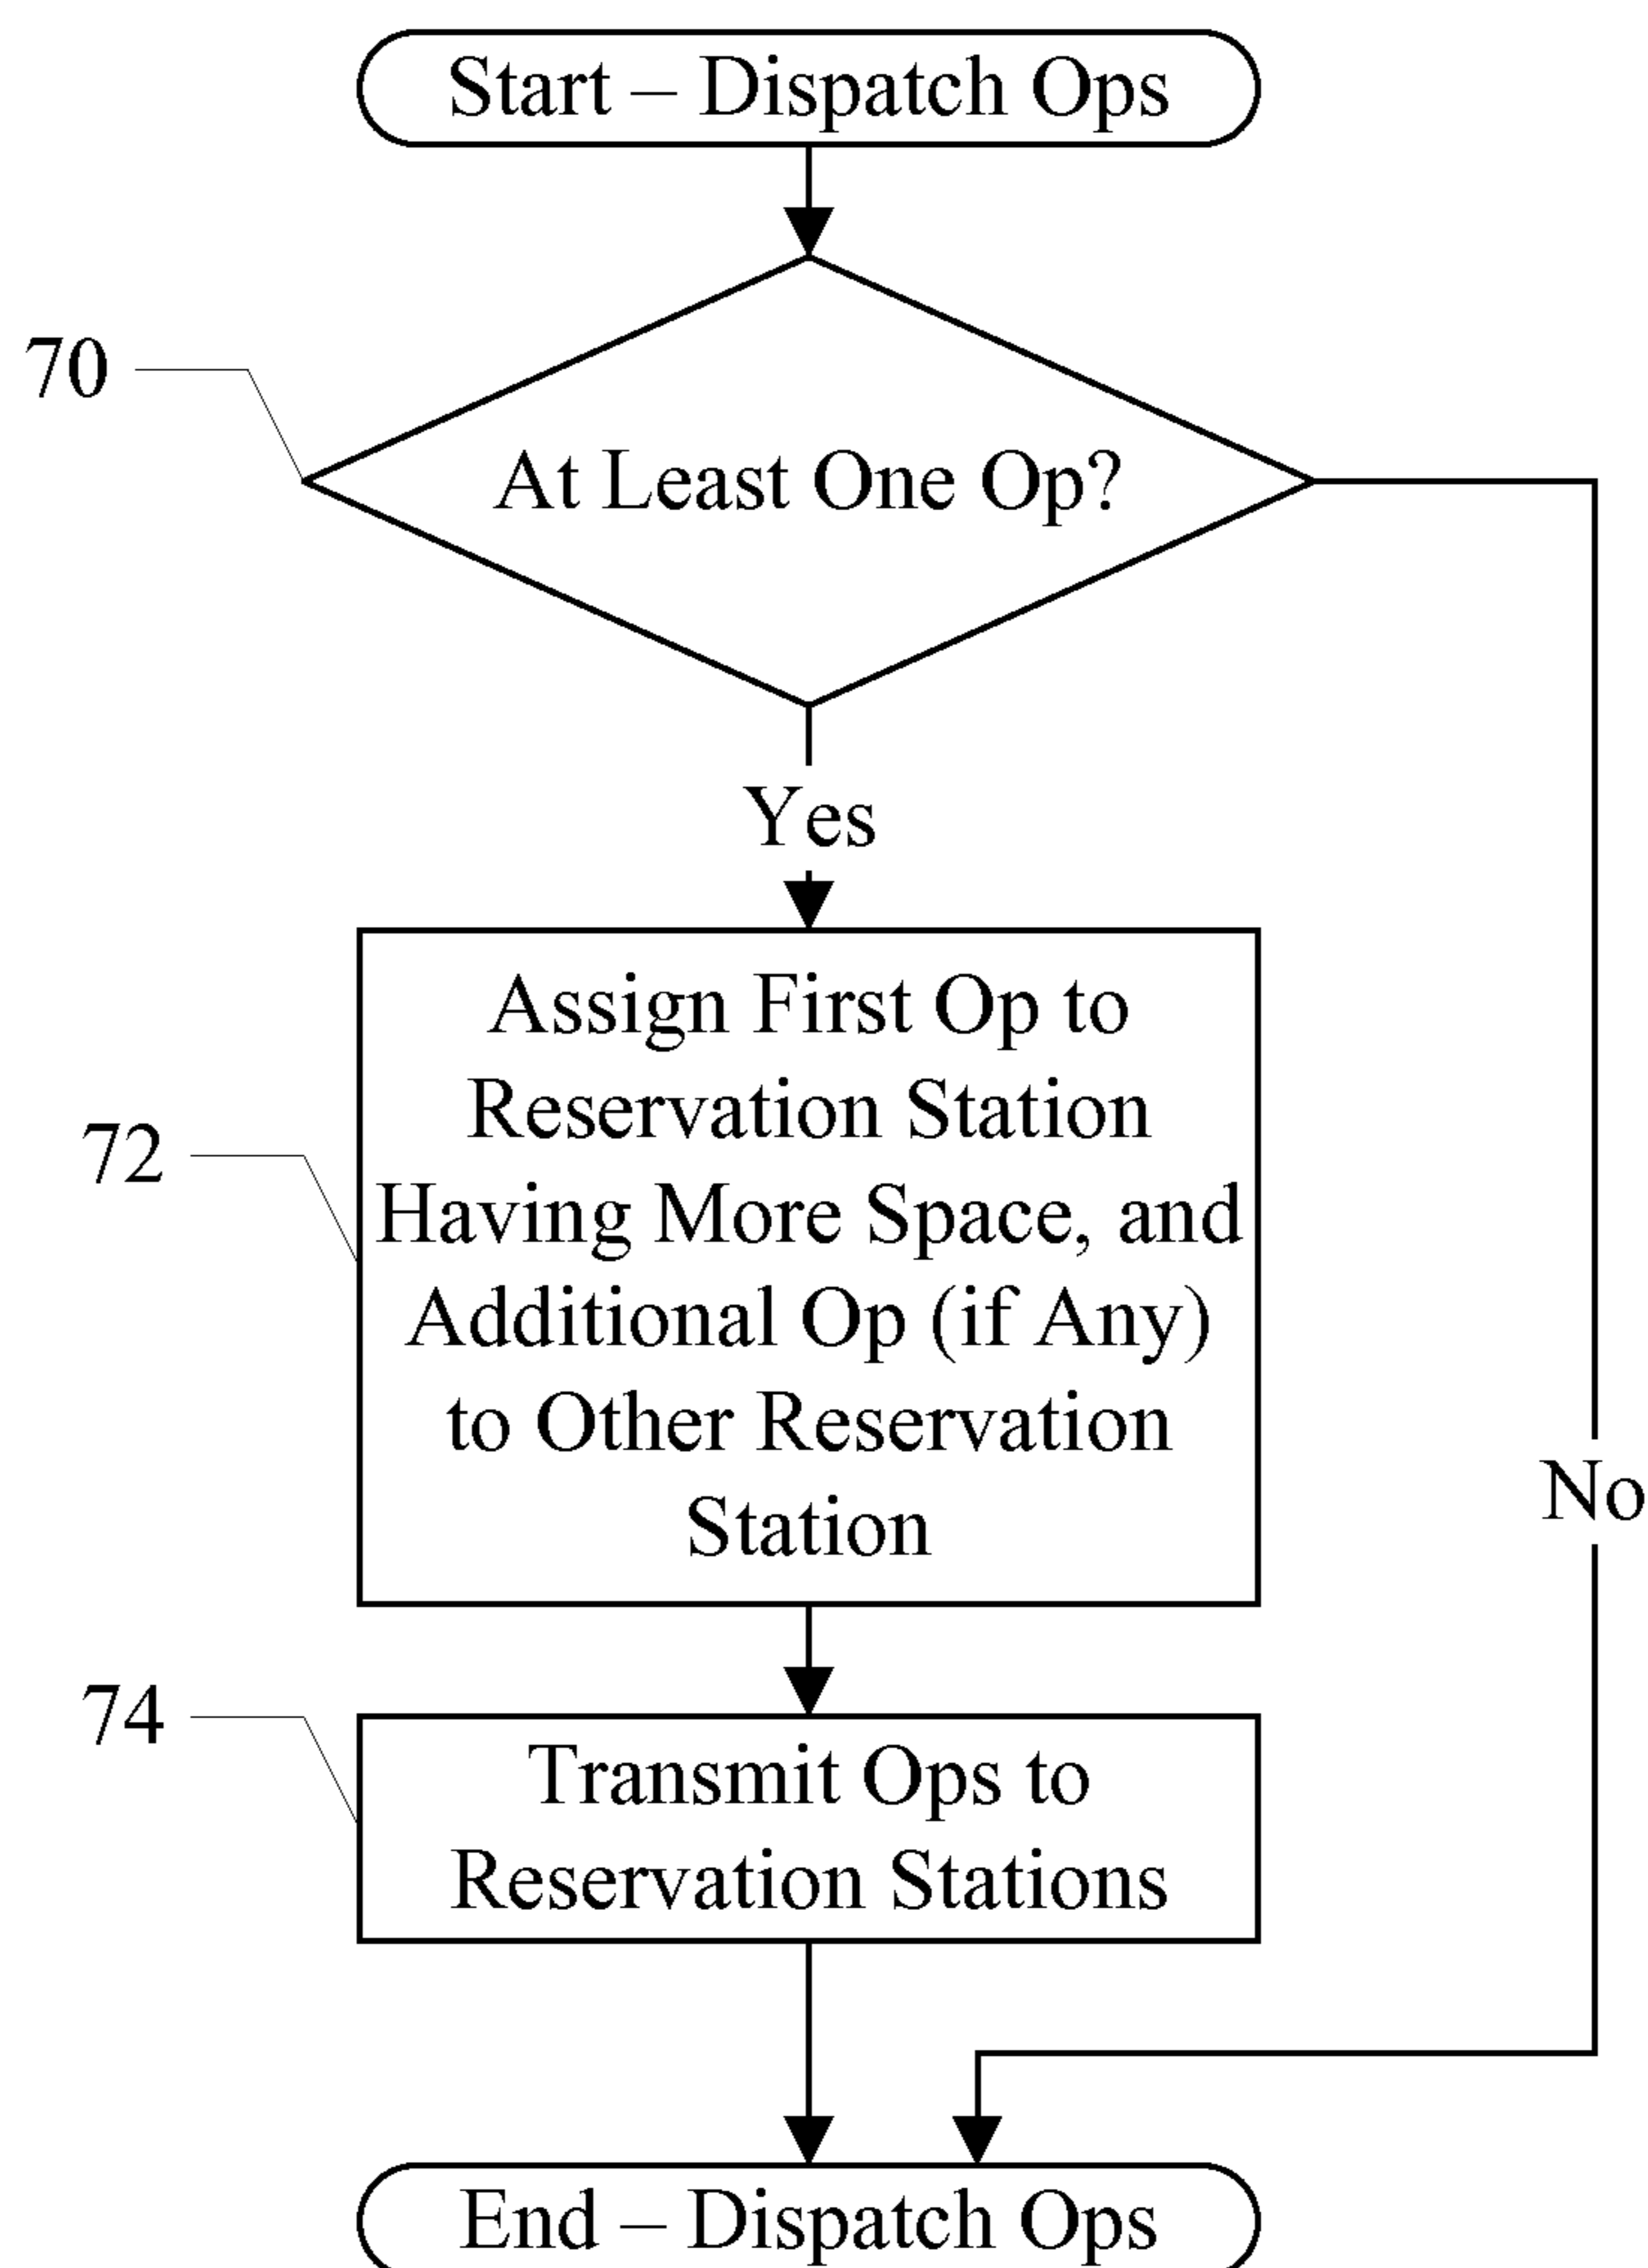 Start – Dispatch Ops
70
At Least One Op?
Yes
72
Assign First Op to
Reservation Station
Having More Space, and
Additional Op (if Any)
to Other Reservation
Station
No
74
Transmit Ops to
Reservation Stations
End – Dispatch Ops